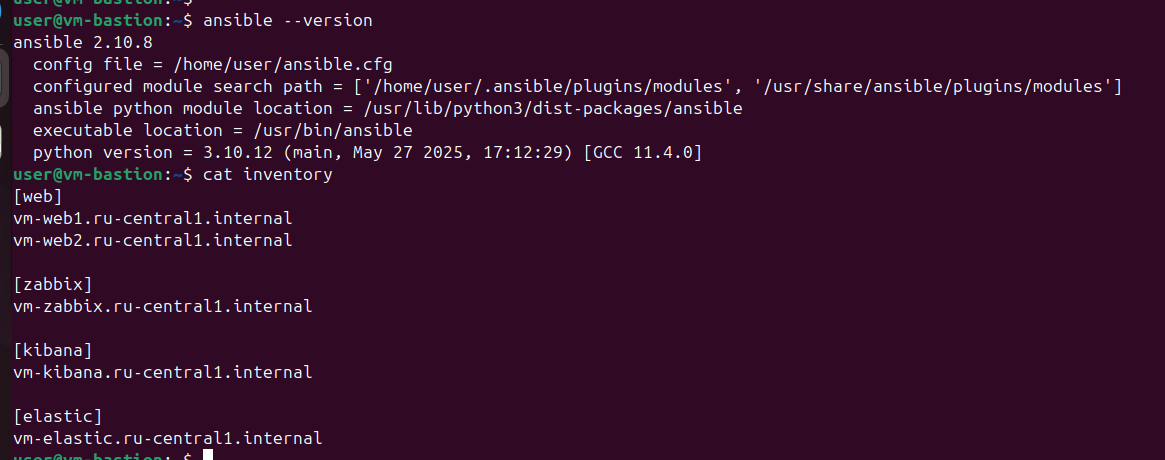 user@vm-bastion:~$ ansible --version
ansible 2.10.8
  config file = /home/user/ansible.cfg
  configured module search path = ['/home/user/.ansible/plugins/modules', '/usr/share/ansible/plugins/modules']
  ansible python module location = /usr/lib/python3/dist-packages/ansible
  executable location = /usr/bin/ansible
  python version = 3.10.12 (main, May 27 2025, 17:12:29) [GCC 11.4.0]
user@vm-bastion:~$ cat inventory
[web]
vm-web1.ru-central1.internal
vm-web2.ru-central1.internal

[zabbix]
vm-zabbix.ru-central1.internal

[kibana]
vm-kibana.ru-central1.internal

[elastic]
vm-elastic.ru-central1.internal
user@vm-bastion:~$